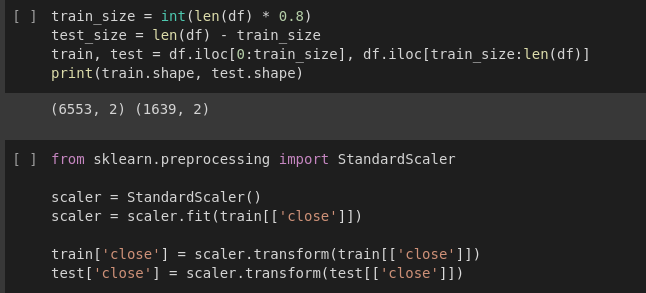 [ ] train_size = int(len(df) * 0.8)
test_size = len(df) - train_size
train, test = df.iloc[0:train_size], df.iloc[train_size:len(df)]
print(train.shape, test.shape)
(6553, 2) (1639, 2)
[ ] from sklearn.preprocessing import StandardScaler
scaler = StandardScaler()
scaler = scaler.fit(train[['close']])
train['close'] = scaler.transform(train[['close']])
test['close'] = scaler.transform(test[['close']])